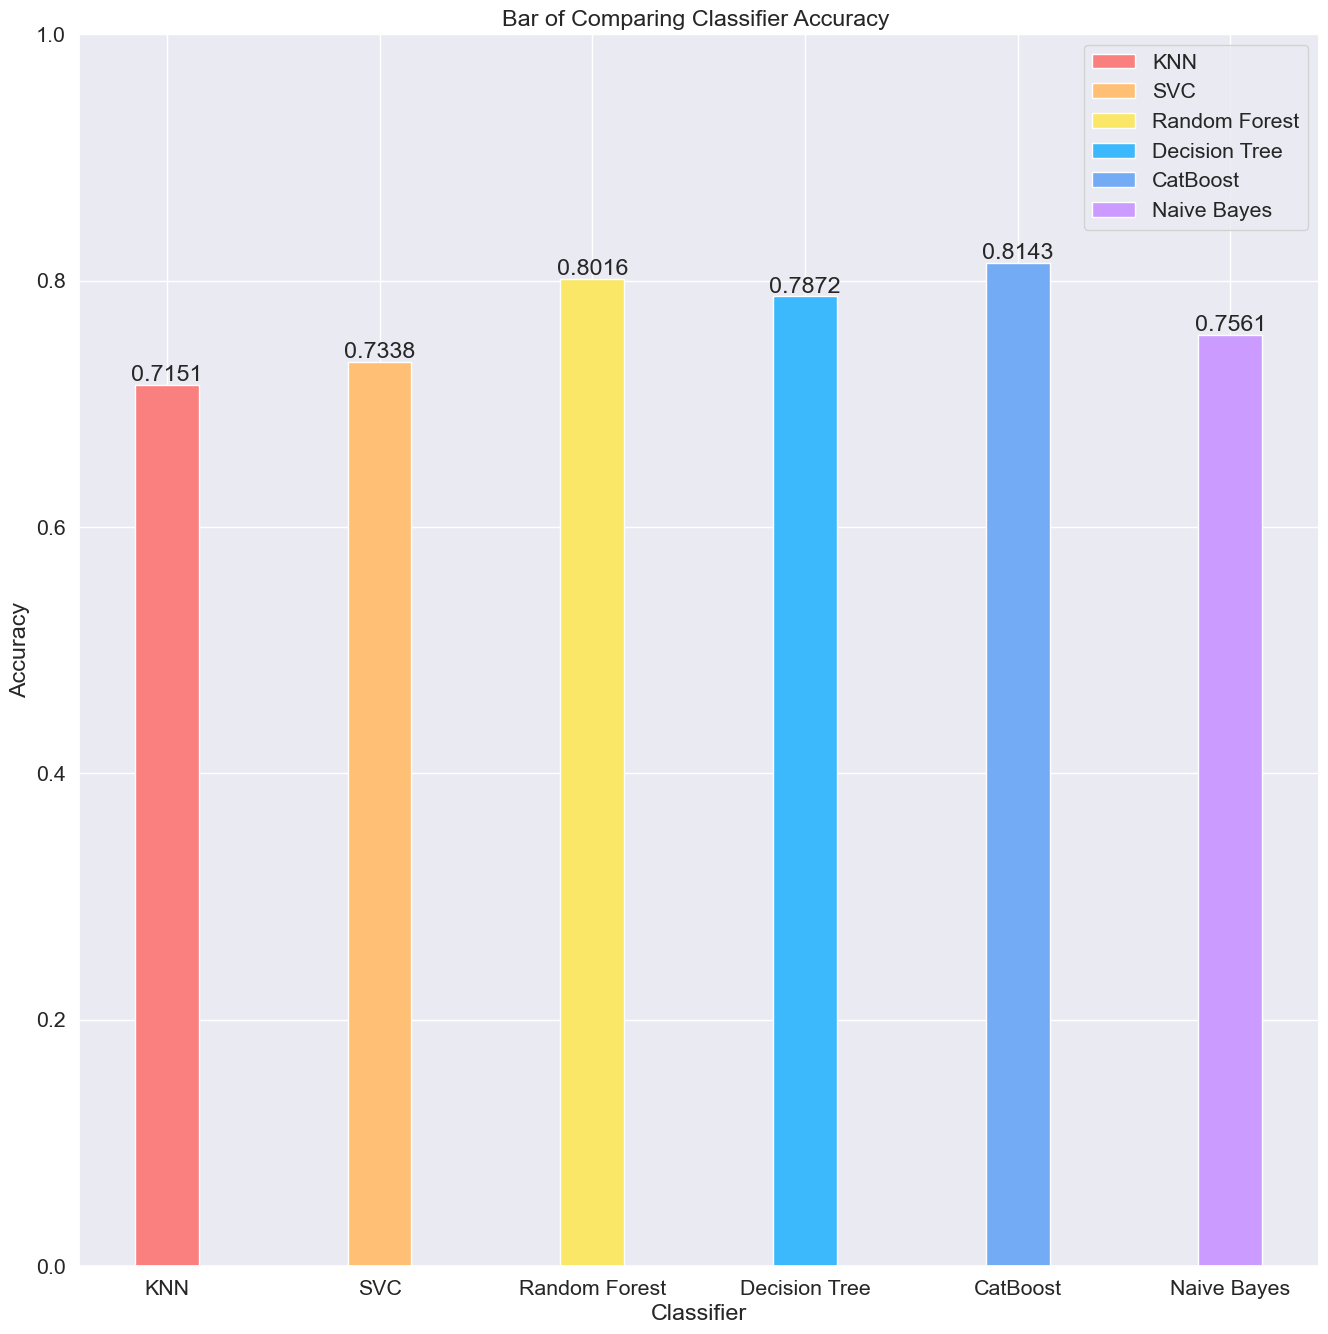 Bar of Comparing Classifier Accuracy
1.0
0.8
0.6
0.4
0.2
0.0
Accuracy
KNN
SVC
Random Forest
Decision Tree
CatBoost
Naive Bayes
0.7151
0.7338
0.8016
0.7872
0.8143
0.7561
KNN
SVC
Random Forest
Decision Tree
CatBoost
Naive Bayes
Classifier